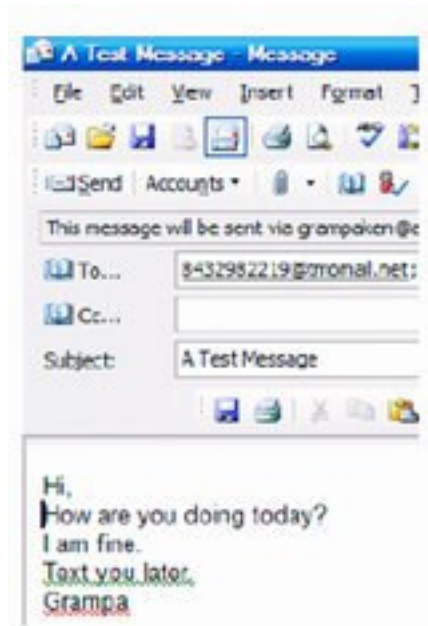 A Test Message - Message
File Edit View Insert Format
Send Accounts
This message will be sent via grampaken@
To... 8432982219@tmomail.net;
Cc...
Subject: A Test Message
Hi,
How are you doing today?
I am fine.
Text you later,
Grampa